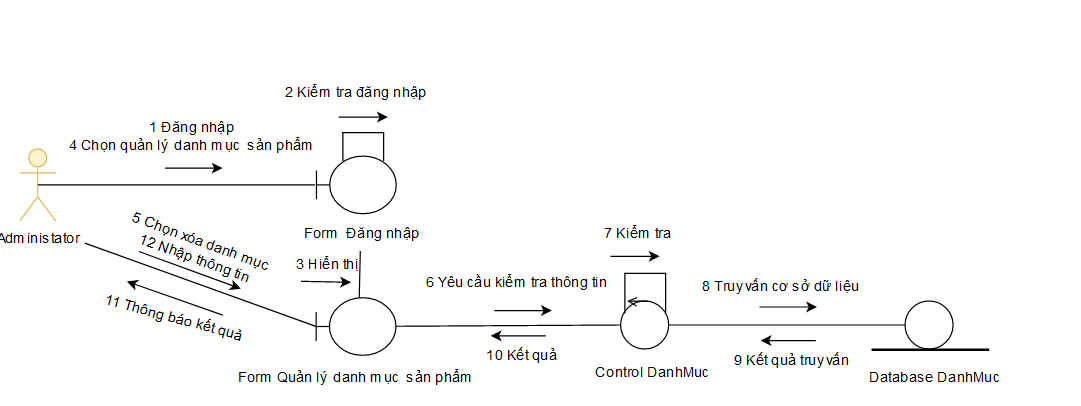 2 Kiểm tra đăng nhập
1 Đăng nhập
4 Chọn quản lý danh mục sản phẩm
Administator
Form Đăng nhập
5 Chọn xóa danh mục
12 Nhập thông tin
3 Hiển thị
7 Kiểm tra
6 Yêu cầu kiểm tra thông tin
8 Truy vấn cơ sở dữ liệu
11 Thông báo kết quả
10 Kết quả
9 Kết quả truy vấn
Form Quản lý danh mục sản phẩm
Control DanhMuc
Database DanhMuc